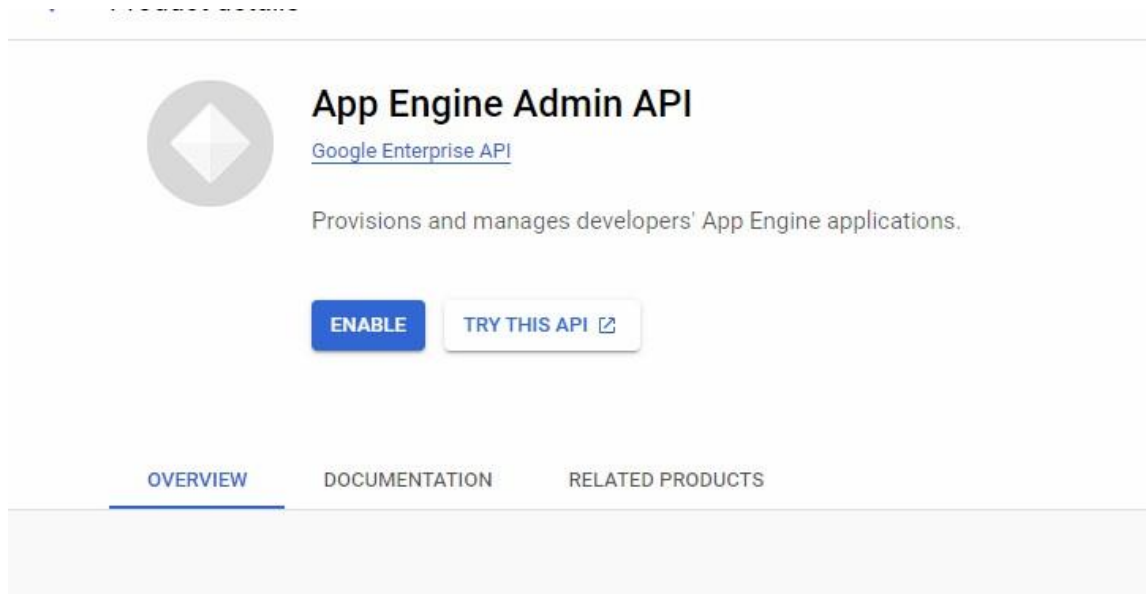 App Engine Admin API
Google Enterprise API
Provisions and manages developers' App Engine applications.
ENABLE TRY THIS API
OVERVIEW DOCUMENTATION RELATED PRODUCTS